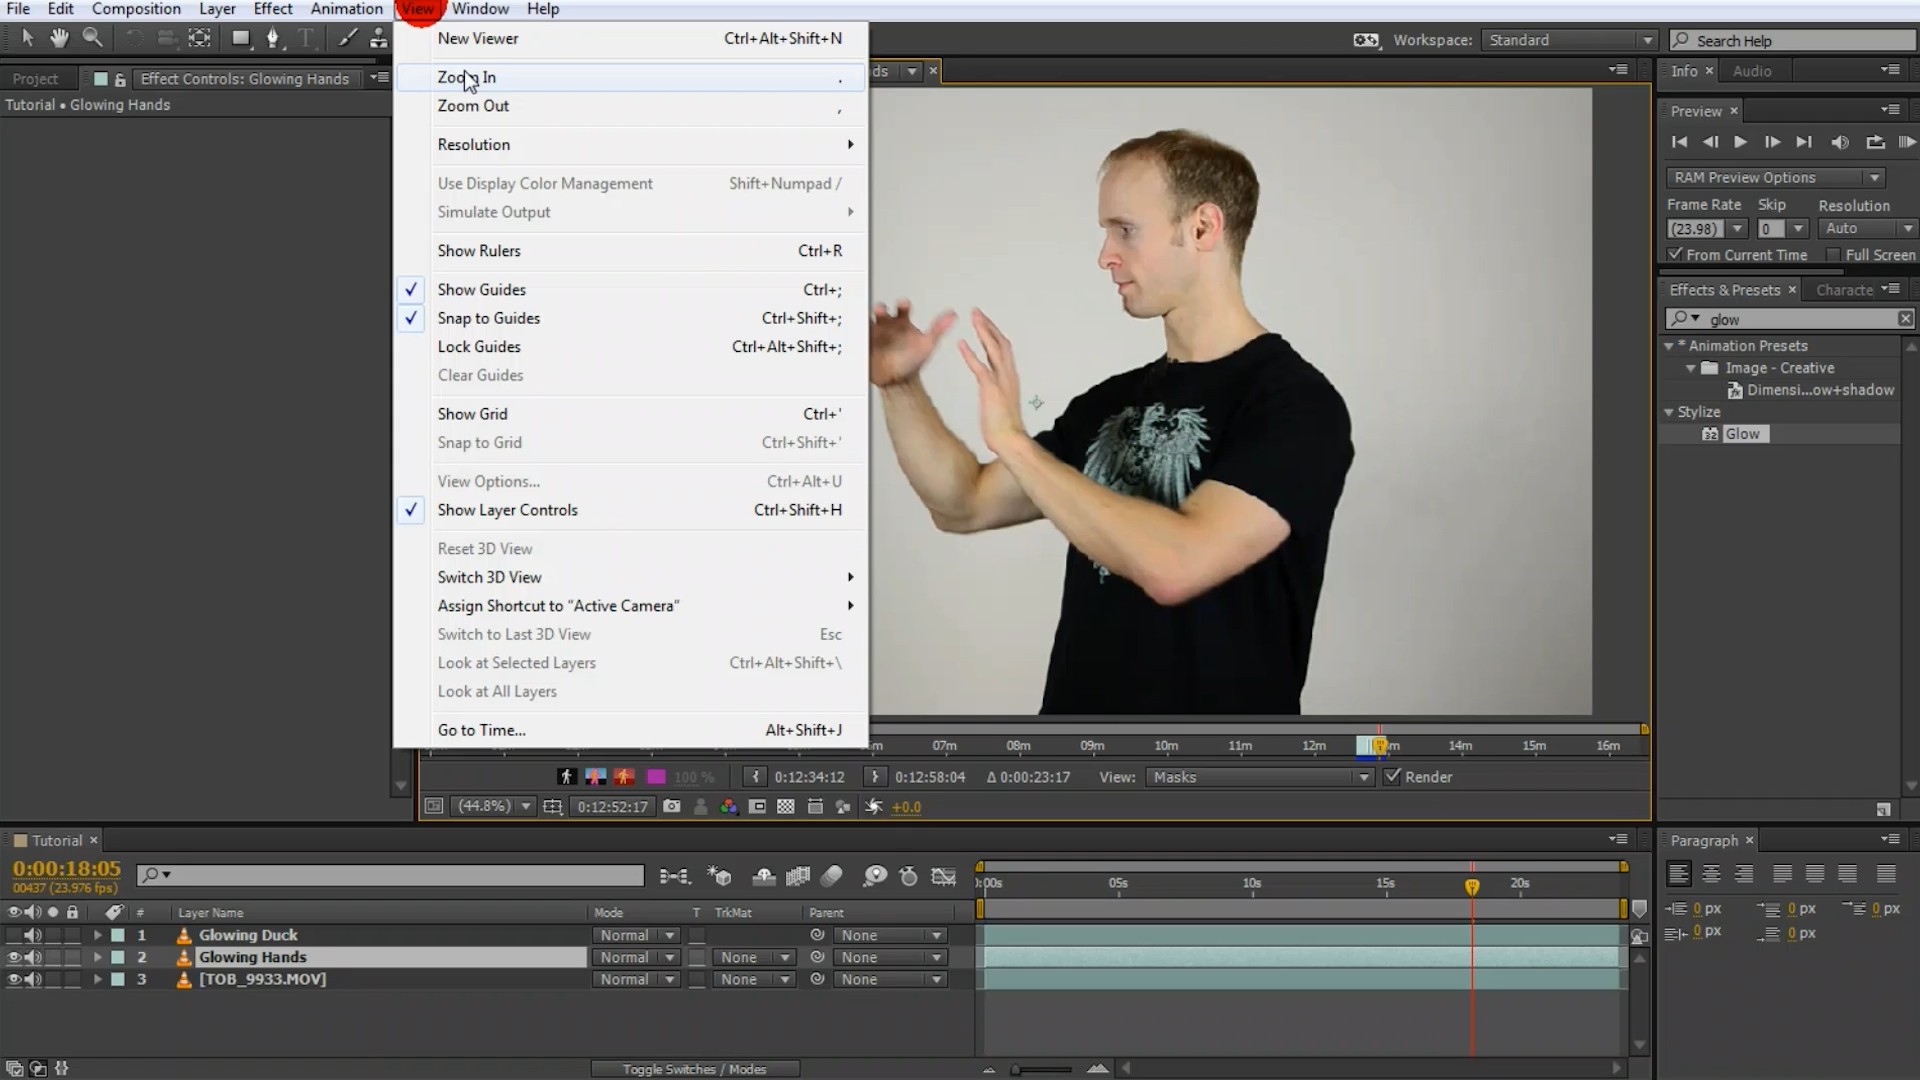 File Edit Composition Layer Effect Animation View Window Help
Workspace: Standard Search Help
New Viewer Ctrl+Alt+Shift+N
Zoom In .
Zoom Out ,
Resolution
Use Display Color Management Shift+Numpad /
Simulate Output
Show Rulers Ctrl+R
Show Guides Ctrl+;
Snap to Guides Ctrl+Shift+;
Lock Guides Ctrl+Alt+Shift+;
Clear Guides
Show Grid Ctrl+'
Snap to Grid Ctrl+Shift+'
View Options... Ctrl+Alt+U
Show Layer Controls Ctrl+Shift+H
Reset 3D View
Switch 3D View
Assign Shortcut to "Active Camera"
Switch to Last 3D View Esc
Look at Selected Layers Ctrl+Alt+Shift+\
Look at All Layers
Go to Time... Alt+Shift+J
Project Effect Controls: Glowing Hands
Tutorial • Glowing Hands
nds
Info × Audio
Preview ×
RAM Preview Options
Frame Rate Skip Resolution
(23.98) 0 Auto
From Current Time Full Screen
Effects & Presets × Characte
glow
* Animation Presets
Image - Creative
Dimensi...ow+shadow
Stylize
32 Glow
07m 08m 09m 10m 11m 12m 14m 15m 16m
100 % 0:12:34:12 0:12:58:04 Δ 0:00:23:17 View: Masks Render
(44.8%) 0:12:52:17 +0.0
Tutorial ×
0:00:18:05
00437 (23.976 fps)
:00s 05s 10s 15s 20s
# Layer Name Mode T TrkMat Parent
1 Glowing Duck Normal None
2 Glowing Hands Normal None None
3 [TOB_9933.MOV] Normal None None
Toggle Switches / Modes
Paragraph ×
0 px 0 px 0 px
0 px 0 px